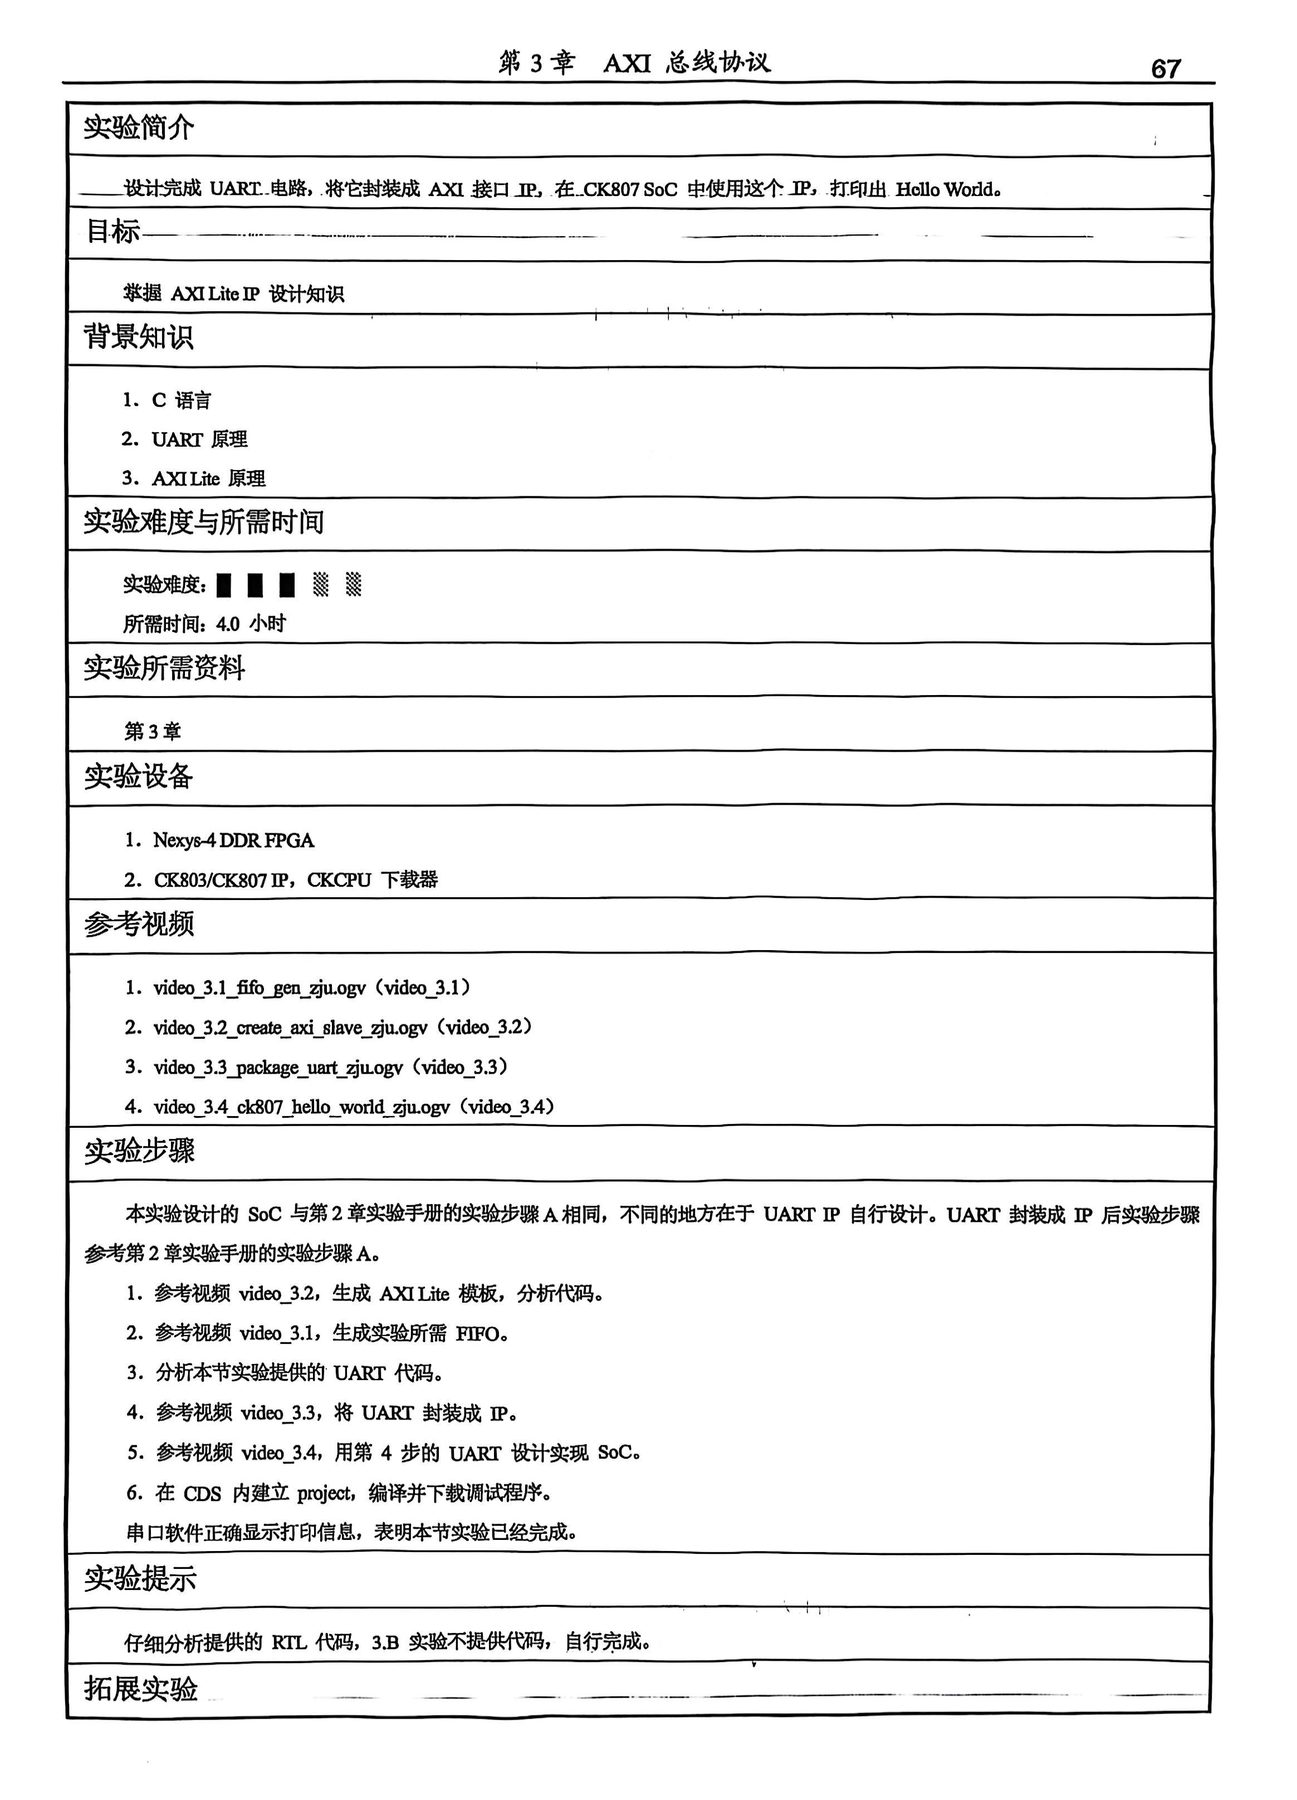 第 3 章 AXI 总线协议 67
实验简介
设计完成 UART 电路，将它封装成 AXI 接口 IP，在 CK807 SoC 中使用这个 IP，打印出 Hello World。
目标
掌握 AXI Lite IP 设计知识
背景知识
1. C 语言
2. UART 原理
3. AXI Lite 原理
实验难度与所需时间
实验难度：
所需时间：4.0 小时
实验所需资料
第 3 章
实验设备
1. Nexys-4 DDR FPGA
2. CK803/CK807 IP，CKCPU 下载器
参考视频
1. video_3.1_fifo_gen_zju.ogv（video_3.1）
2. video_3.2_create_axi_slave_zju.ogv（video_3.2）
3. video_3.3_package_uart_zju.ogv（video_3.3）
4. video_3.4_ck807_hello_world_zju.ogv（video_3.4）
实验步骤
本实验设计的 SoC 与第 2 章实验手册的实验步骤 A 相同，不同的地方在于 UART IP 自行设计。UART 封装成 IP 后实验步骤
参考第 2 章实验手册的实验步骤 A。
1. 参考视频 video_3.2，生成 AXI Lite 模板，分析代码。
2. 参考视频 video_3.1，生成实验所需 FIFO。
3. 分析本节实验提供的 UART 代码。
4. 参考视频 video_3.3，将 UART 封装成 IP。
5. 参考视频 video_3.4，用第 4 步的 UART 设计实现 SoC。
6. 在 CDS 内建立 project，编译并下载调试程序。
串口软件正确显示打印信息，表明本节实验已经完成。
实验提示
仔细分析提供的 RTL 代码，3.B 实验不提供代码，自行完成。
拓展实验